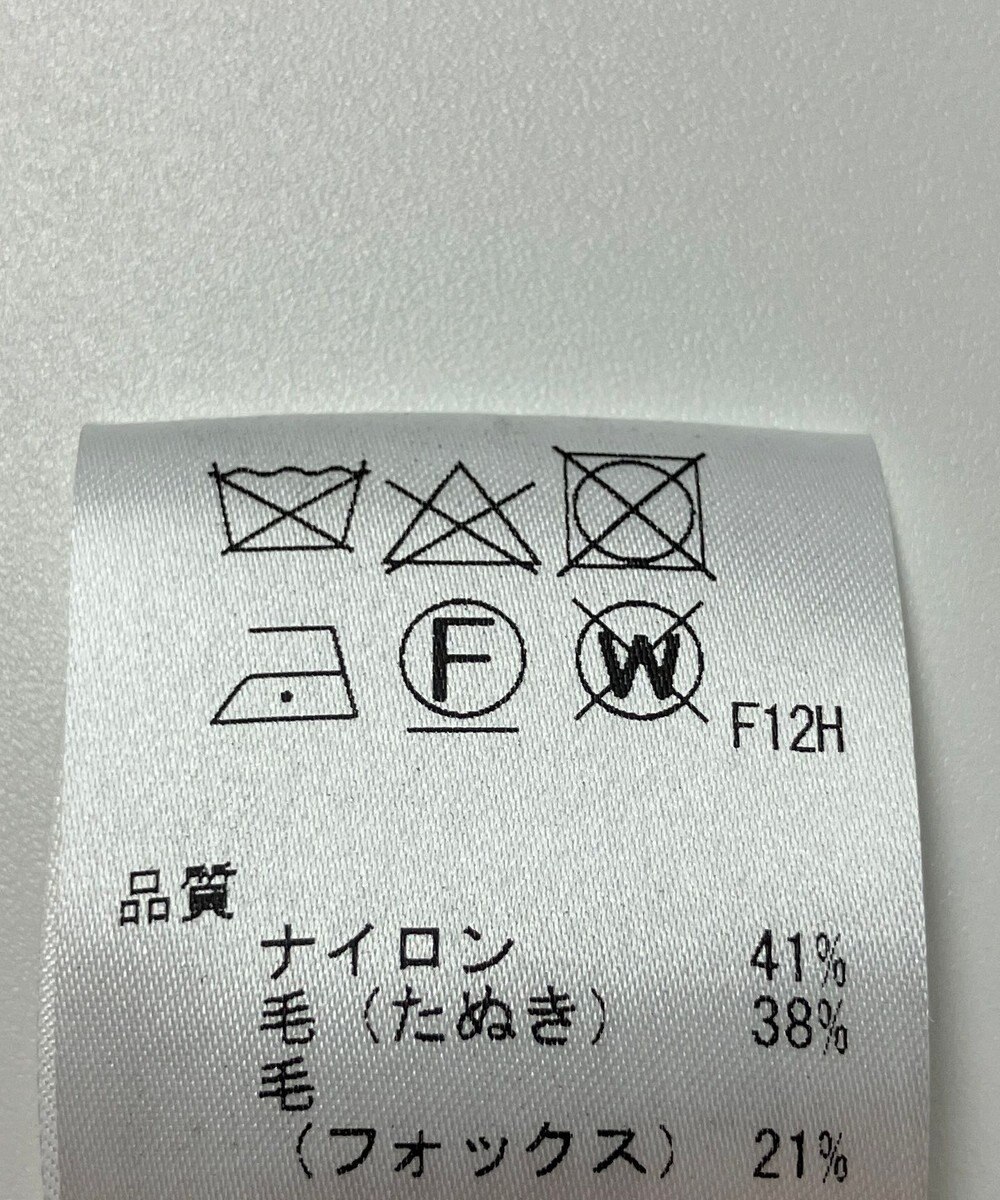 F W F12H
品質
ナイロン 41%
毛（たぬき） 38%
毛
（フォックス） 21%